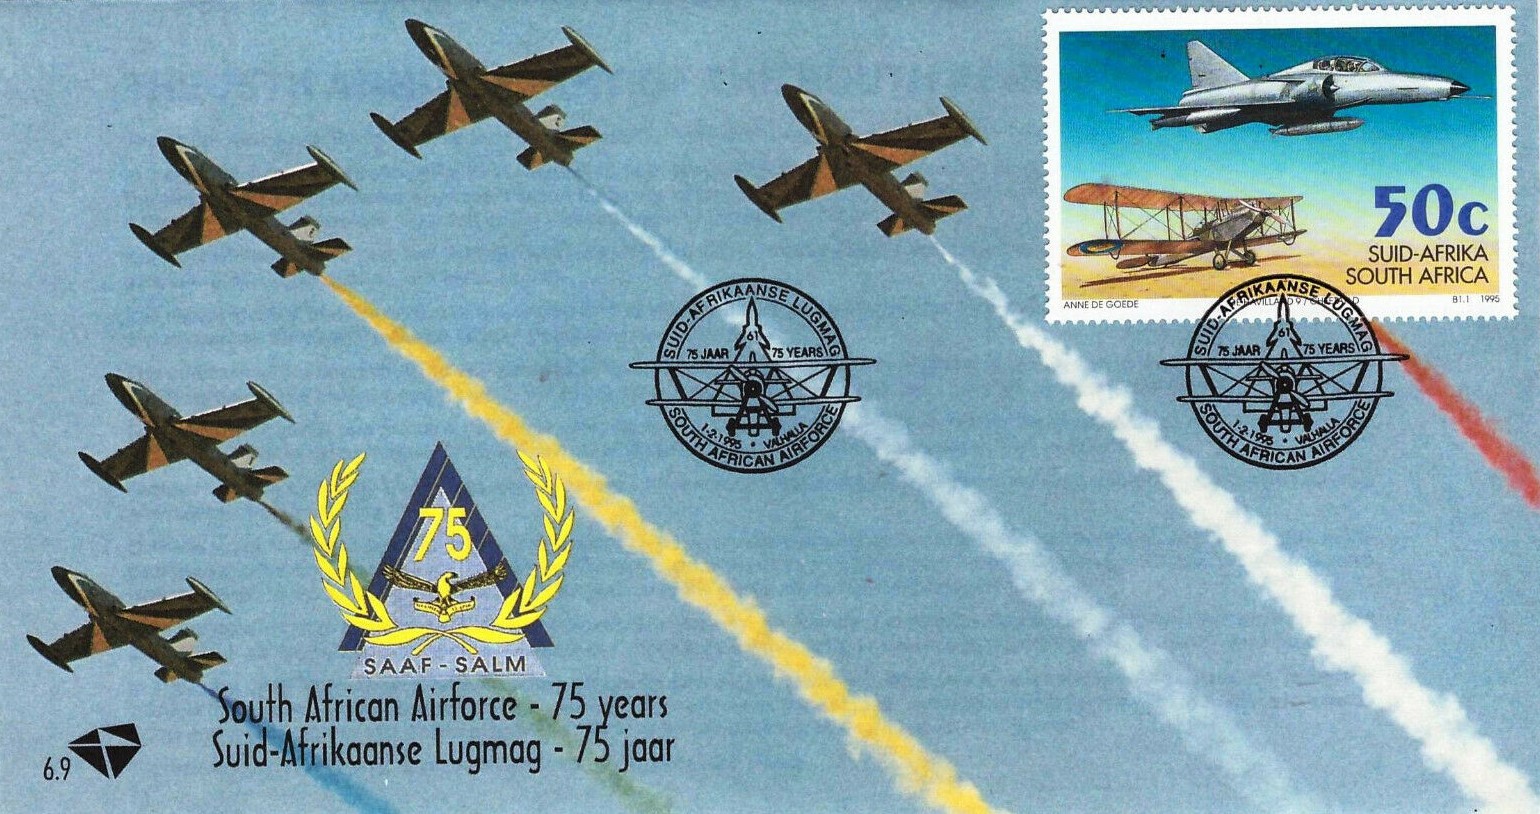 50c
SUID-AFRIKA
SOUTH AFRICA
ANNE DE GOEDE
B1.1 1995
SUID-AFRIKAANSE LUGMAG
61
75 JAAR 75 YEARS
1·2·1995 · VALHALLA
SOUTH AFRICAN AIRFORCE
SUID-AFRIKAANSE LUGMAG
61
75 JAAR 75 YEARS
1·2·1995 · VALHALLA
SOUTH AFRICAN AIRFORCE
75
SAAF - SALM
South African Airforce - 75 years
Suid-Afrikaanse Lugmag - 75 jaar
6.9